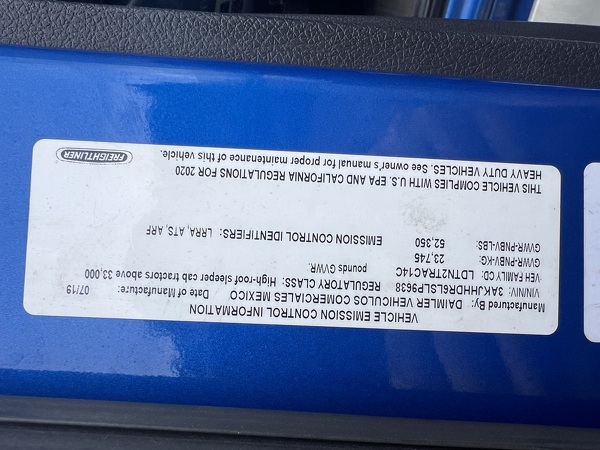 VEHICLE EMISSION CONTROL INFORMATION
Manufactured By: DAIMLER VEHICULOS COMERCIALES MEXICO Date of Manufacture: 07/19
VIN/NIV: 3AKJHHDR6LSLP9638 REGULATORY CLASS: High-roof sleeper cab tractors above 33,000
VEH FAMILY CD: LDTN2TRAC14C pounds GVWR.
GVWR-PNBV-KG: 23,745
GVWR-PNBV-LBS: 52,350 EMISSION CONTROL IDENTIFIERS: LRRA, ATS, ARF
THIS VEHICLE COMPLIES WITH U.S. EPA AND CALIFORNIA REGULATIONS FOR 2020
HEAVY DUTY VEHICLES. See owner's manual for proper maintenance of this vehicle.
FREIGHTLINER